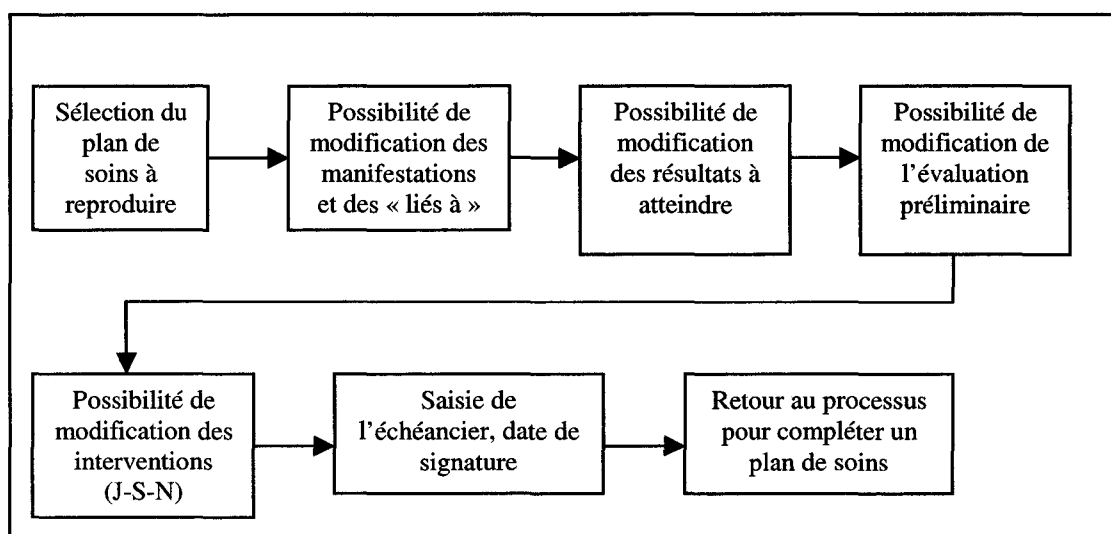 Sélection du
plan de
soins à
reproduire
Possibilité de
modification des
manifestations
et des « liés à »
Possibilité de
modification
des résultats à
atteindre
Possibilité de
modification de
l'évaluation
préliminaire
Possibilité de
modification des
interventions
(J-S-N)
Saisie de
l'échéancier, date de
signature
Retour au processus
pour compléter un
plan de soins